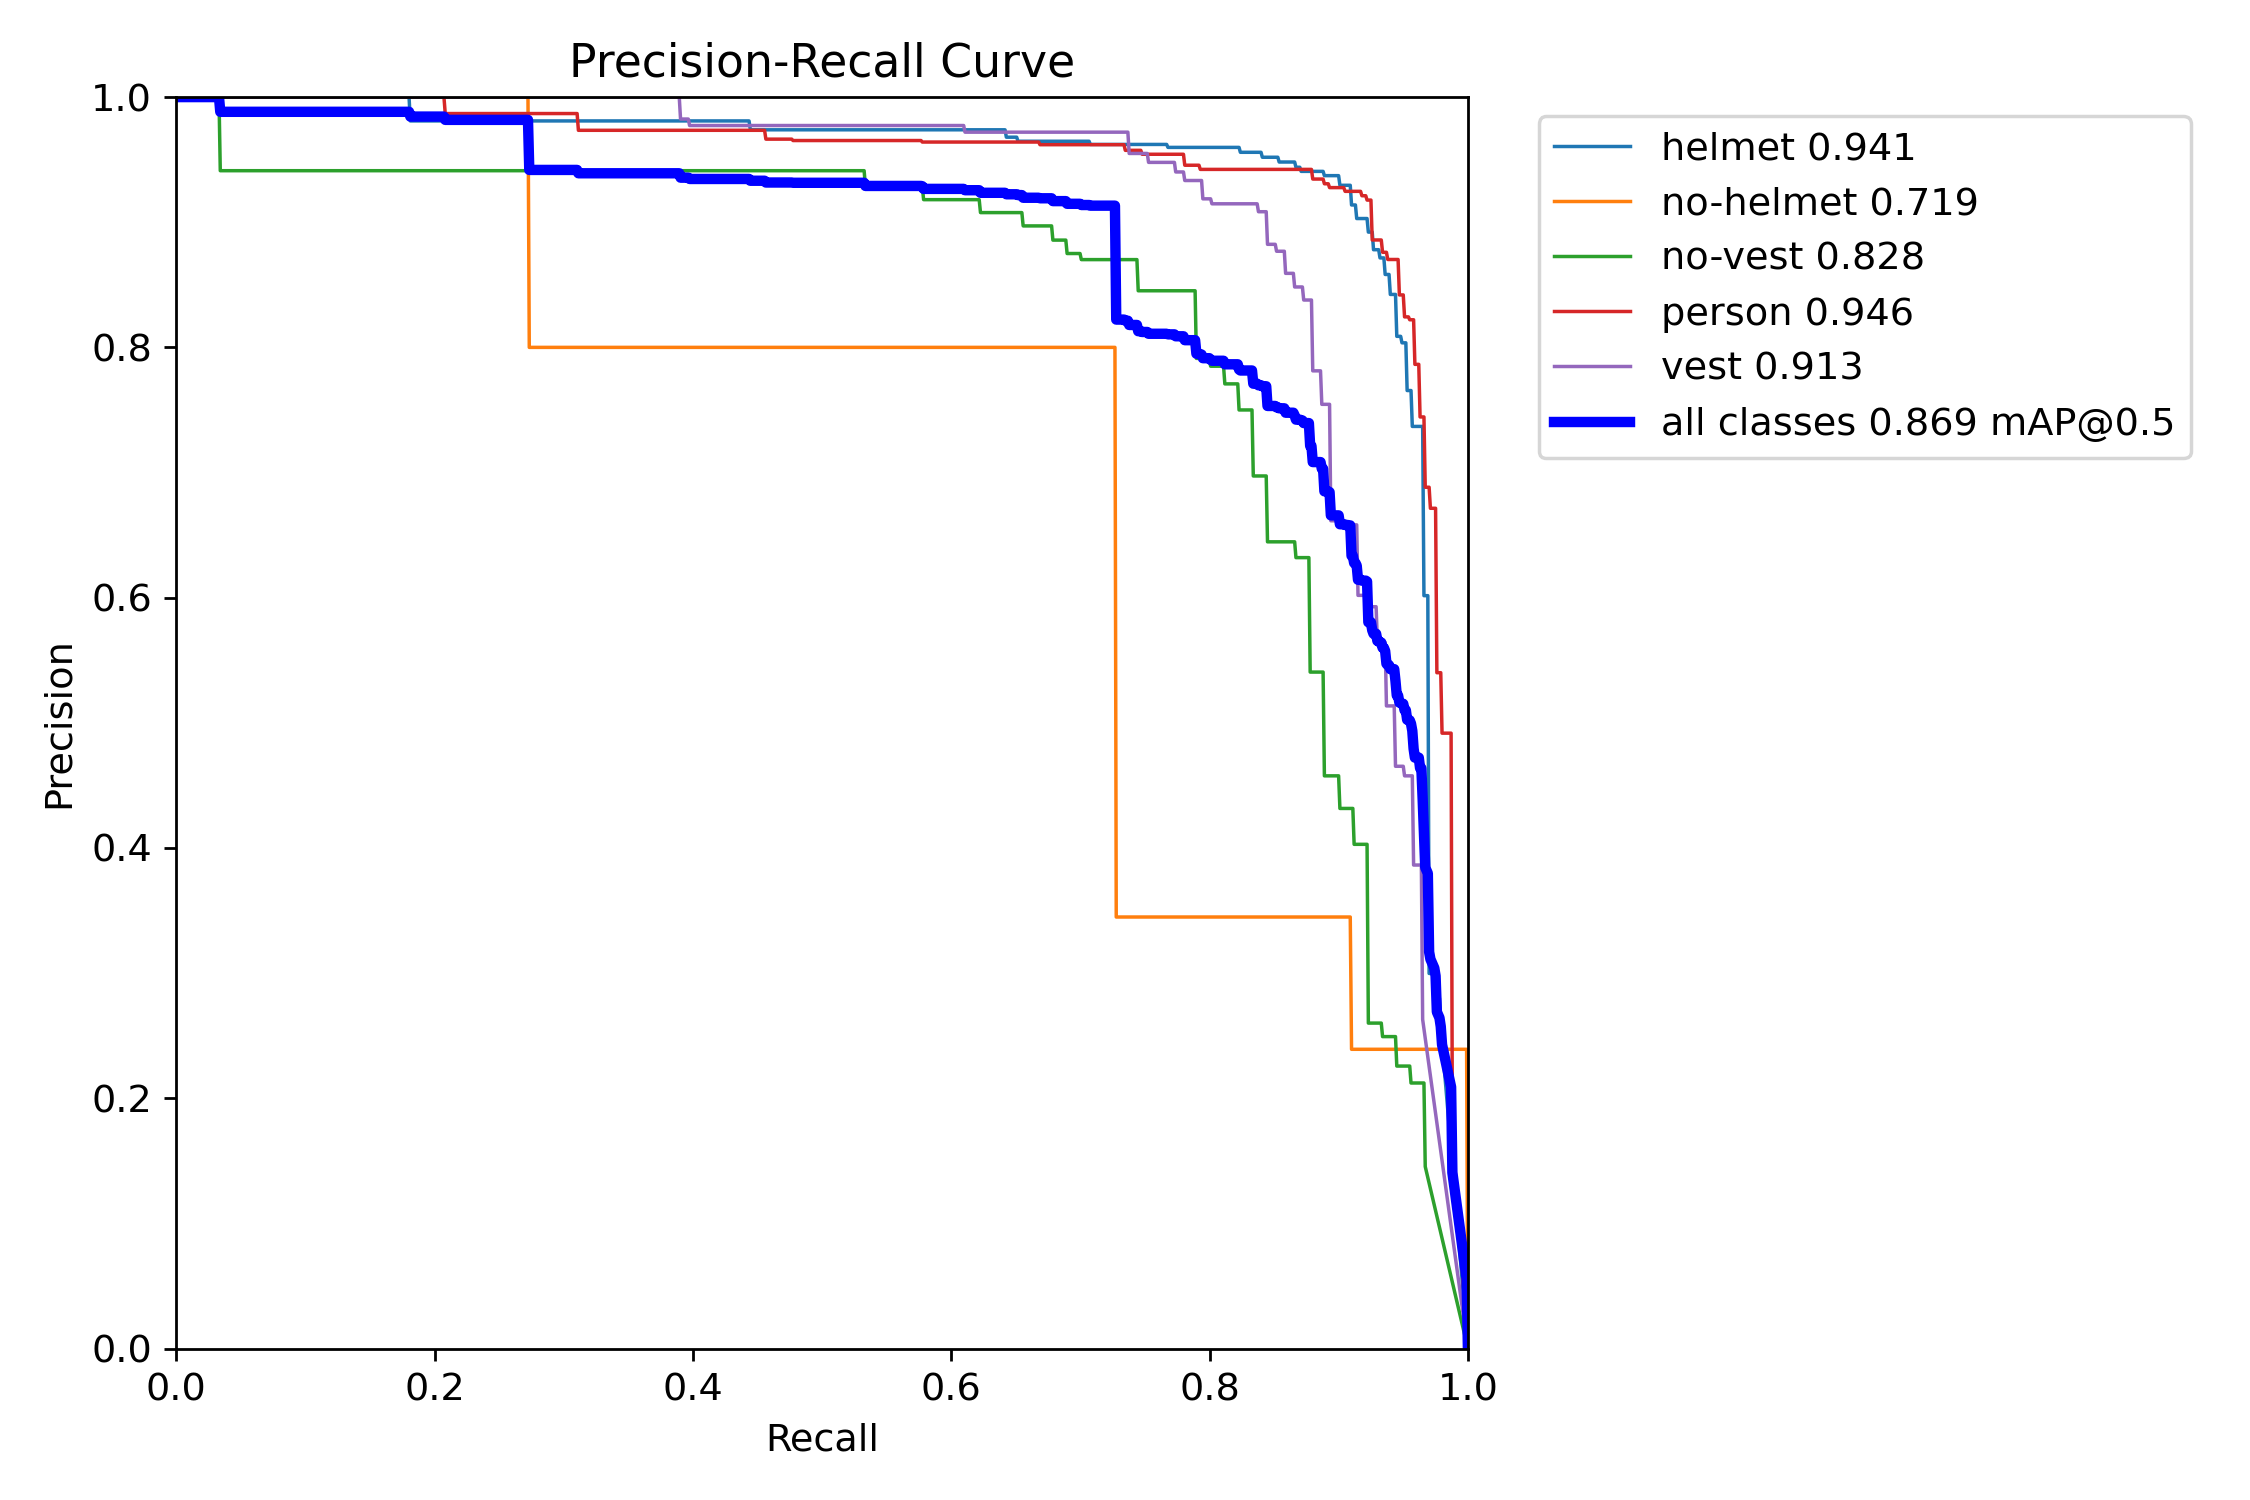 Precision-Recall Curve
1.0
0.8
0.6
0.4
0.2
0.0
Precision
0.0 0.2 0.4 0.6 0.8 1.0
Recall
helmet 0.941
no-helmet 0.719
no-vest 0.828
person 0.946
vest 0.913
all classes 0.869 mAP@0.5